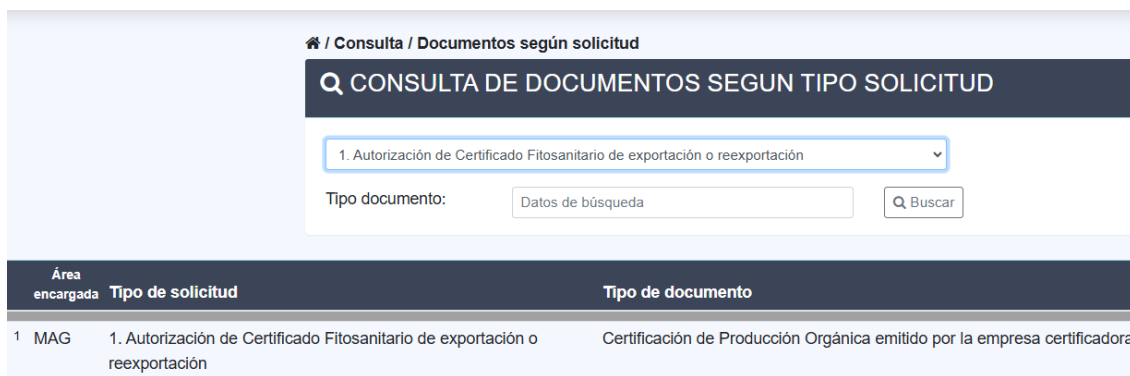 / Consulta / Documentos según solicitud
CONSULTA DE DOCUMENTOS SEGUN TIPO SOLICITUD
1. Autorización de Certificado Fitosanitario de exportación o reexportación
Tipo documento: Datos de búsqueda Buscar
Área encargada Tipo de solicitud Tipo de documento
1 MAG 1. Autorización de Certificado Fitosanitario de exportación o Certificación de Producción Orgánica emitido por la empresa certificadora
reexportación